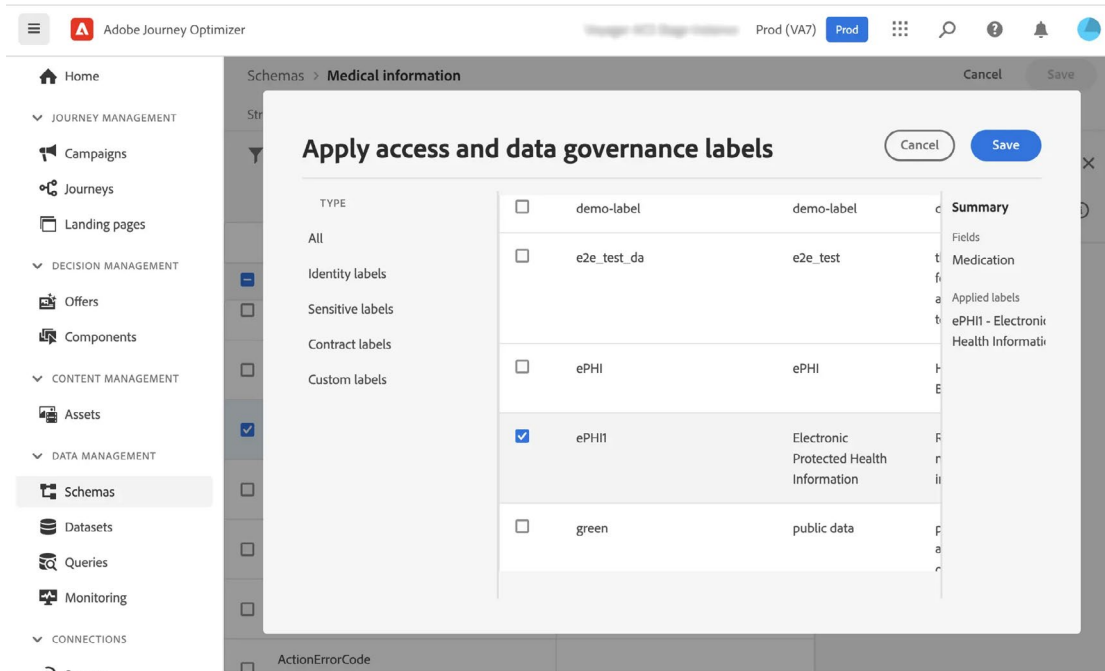 Adobe Journey Optimizer
Prod (VA7)
Prod
Home
JOURNEY MANAGEMENT
Campaigns
Journeys
Landing pages
DECISION MANAGEMENT
Offers
Components
CONTENT MANAGEMENT
Assets
DATA MANAGEMENT
Schemas
Datasets
Queries
Monitoring
CONNECTIONS
Schemas > Medical information
Cancel
Save
Str
Apply access and data governance labels
Cancel
Save
TYPE
All
Identity labels
Sensitive labels
Contract labels
Custom labels
demo-label demo-label
e2e_test_da e2e_test
ePHI ePHI
ePHI1 Electronic
Protected Health
Information
green public data
Summary
Fields
Medication
Applied labels
ePHI1 - Electronic
Health Informati
ActionErrorCode